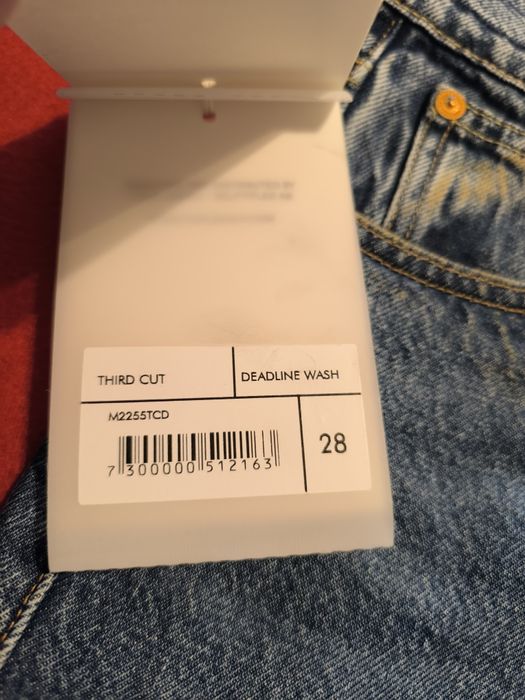 THIRD CUT
DEADLINE WASH
M2255TCD
28
7 300000 512163